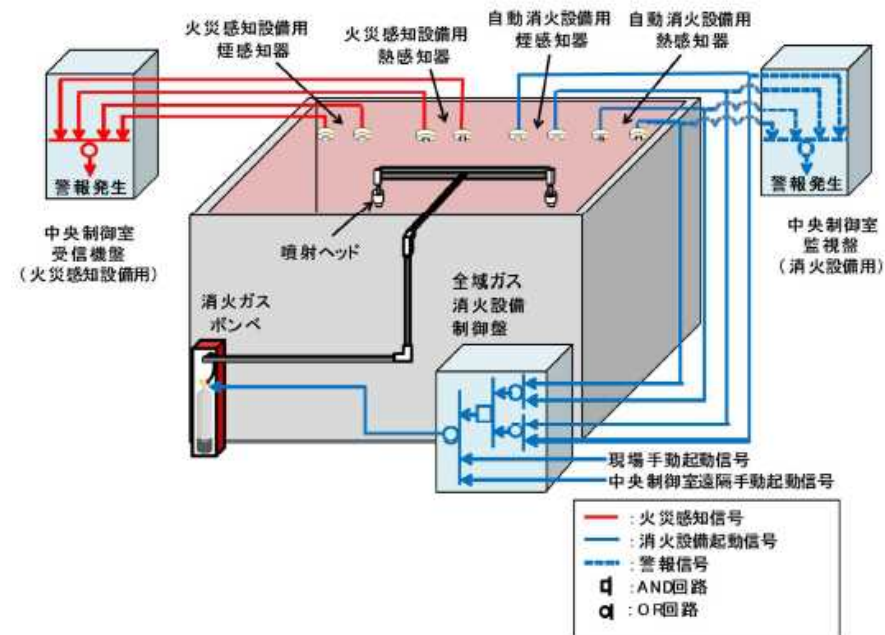 火災感知設備用
煙感知器
火災感知設備用
熱感知器
自動消火設備用
煙感知器
自動消火設備用
熱感知器
警報発生
中央制御室
受信機盤
(火災感知設備用)
警報発生
中央制御室
監視盤
(消火設備用)
噴射ヘッド
消火ガス
ボンベ
全域ガス
消火設備
制御盤
現場手動起動信号
中央制御室遠隔手動起動信号
:火災感知信号
:消火設備起動信号
:警報信号
:AND回路
:OR回路